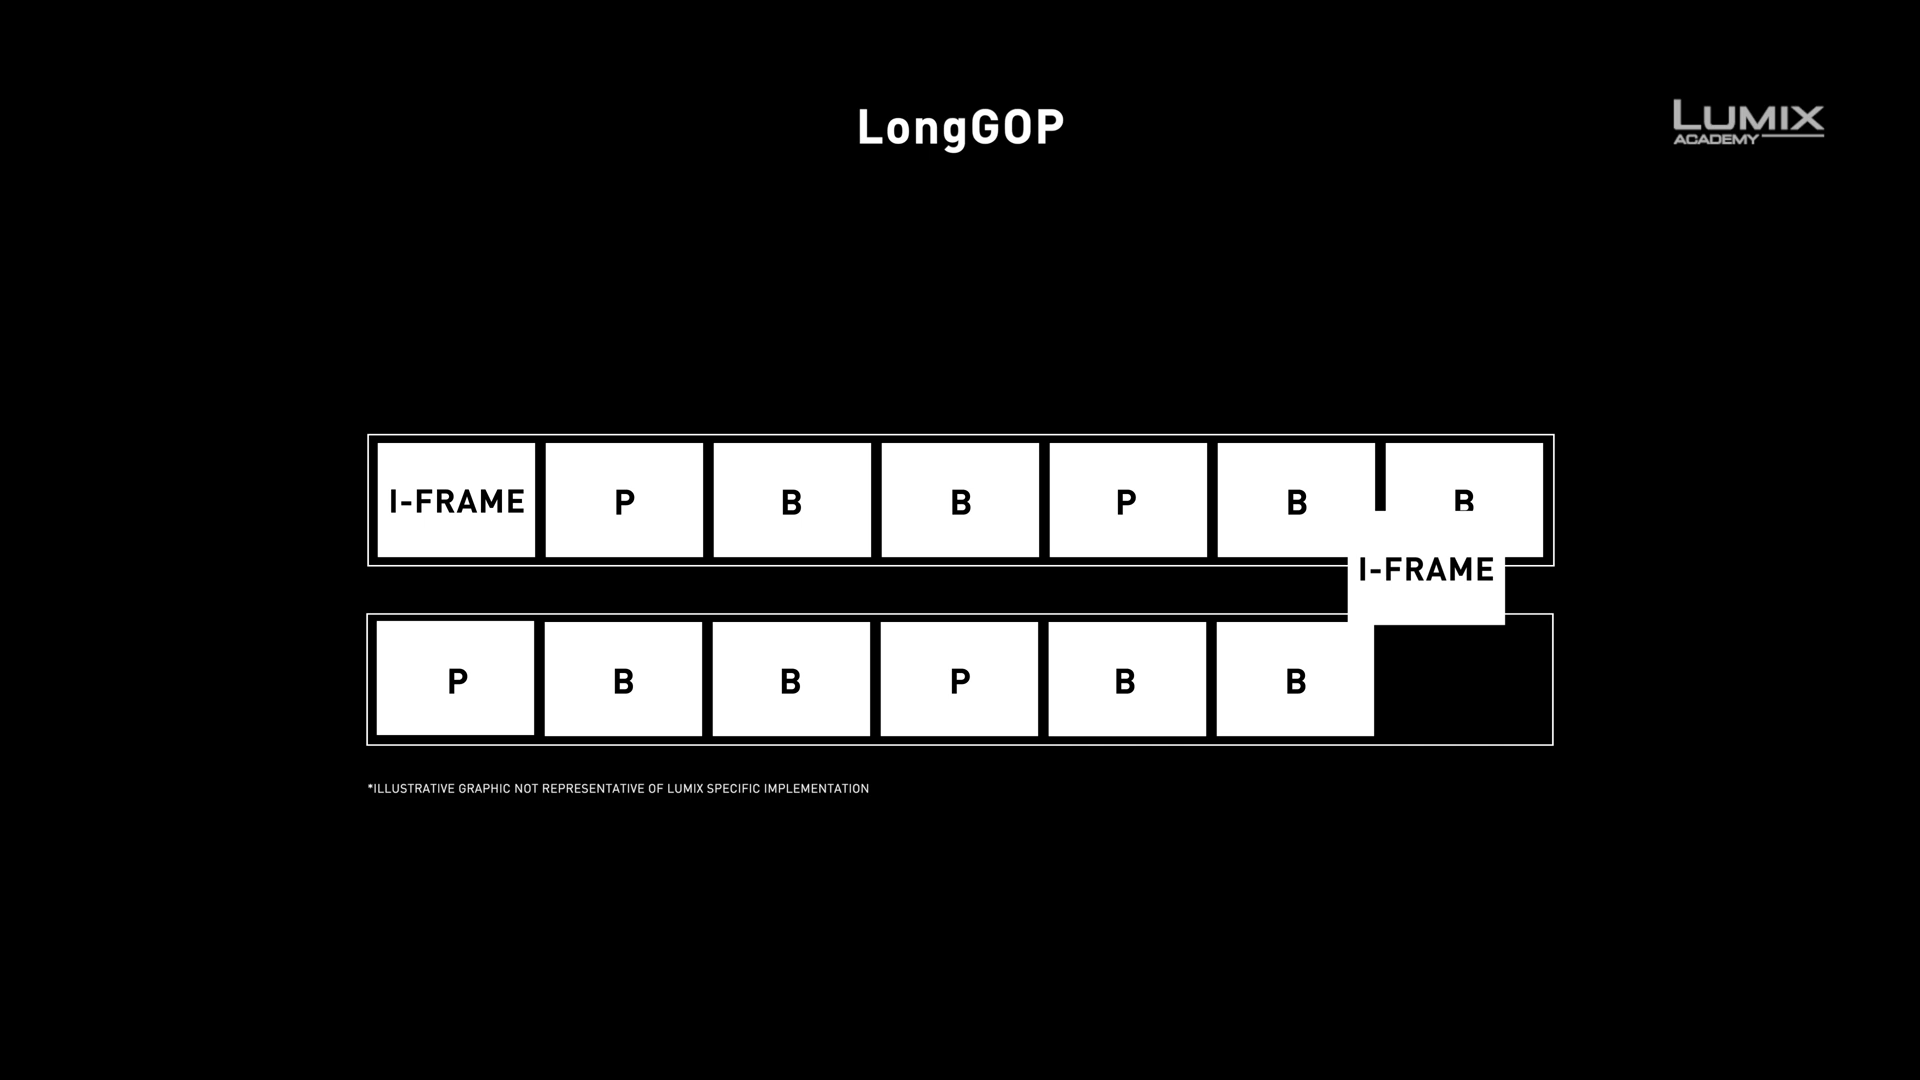 LongGOP
LUMIX
ACADEMY
I-FRAME P B B P B B
I-FRAME
P B B P B B
*ILLUSTRATIVE GRAPHIC NOT REPRESENTATIVE OF LUMIX SPECIFIC IMPLEMENTATION